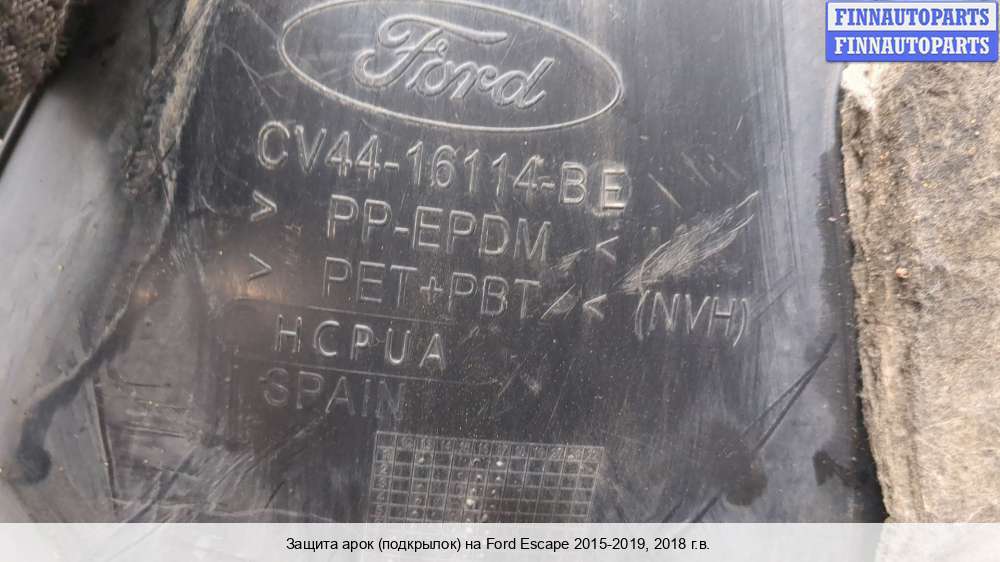 FINNAUTOPARTS
FINNAUTOPARTS
Ford
CV44-16114-BE
> PP-EPDM <
> PET+PBT < (NVH)
HCPUA
SPAIN
Защита арок (подкрылок) на Ford Escape 2015-2019, 2018 г.в.